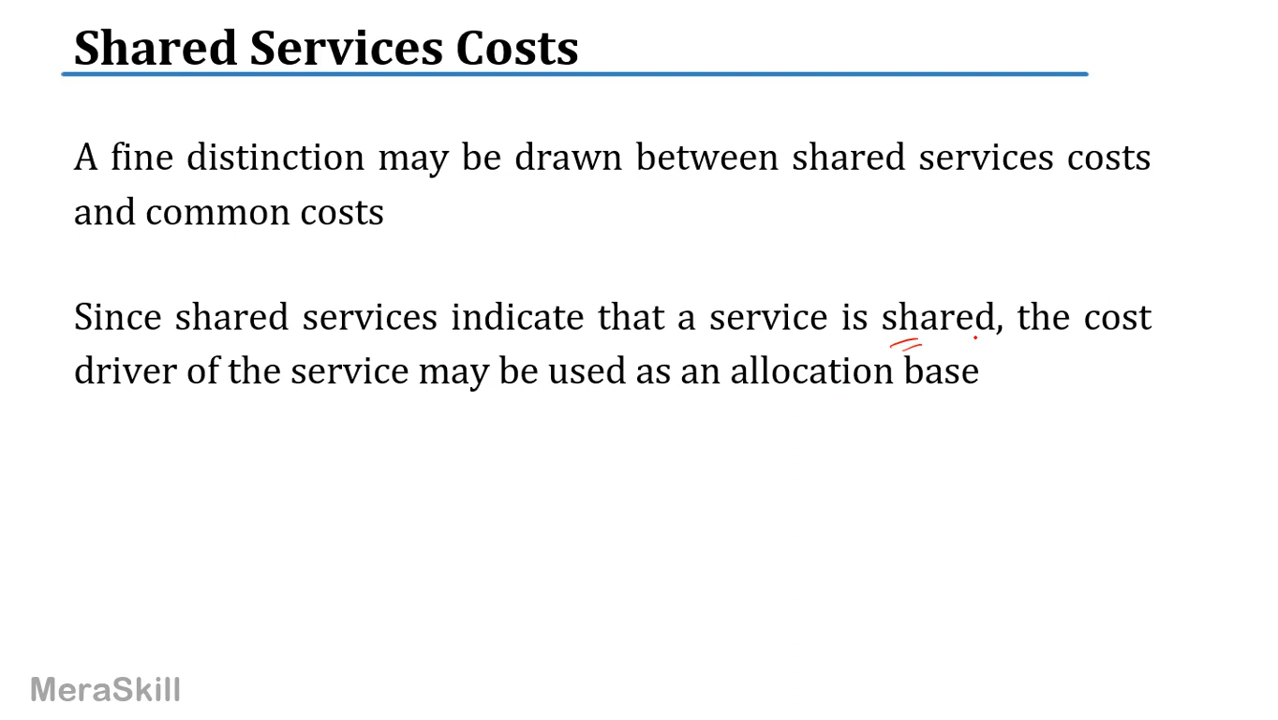 Shared Services Costs
A fine distinction may be drawn between shared services costs
and common costs
Since shared services indicate that a service is shared, the cost
driver of the service may be used as an allocation base
MeraSkill